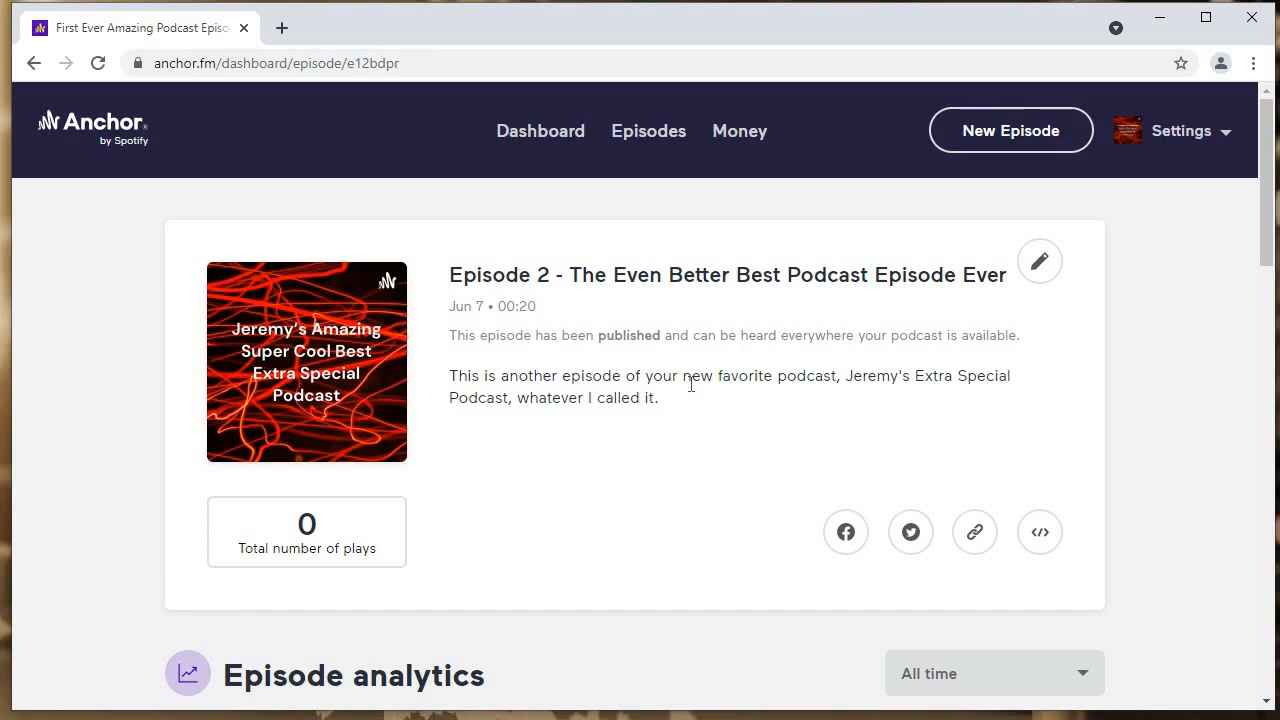 First Ever Amazing Podcast Episo
anchor.fm/dashboard/episode/e12bdpr
Anchor
by Spotify
Dashboard
Episodes
Money
New Episode
Settings
Jeremy's Amazing
Super Cool Best
Extra Special
Podcast
Episode 2 - The Even Better Best Podcast Episode Ever
Jun 7 • 00:20
This episode has been published and can be heard everywhere your podcast is available.
This is another episode of your new favorite podcast, Jeremy's Extra Special
Podcast, whatever I called it.
0
Total number of plays
Episode analytics
All time